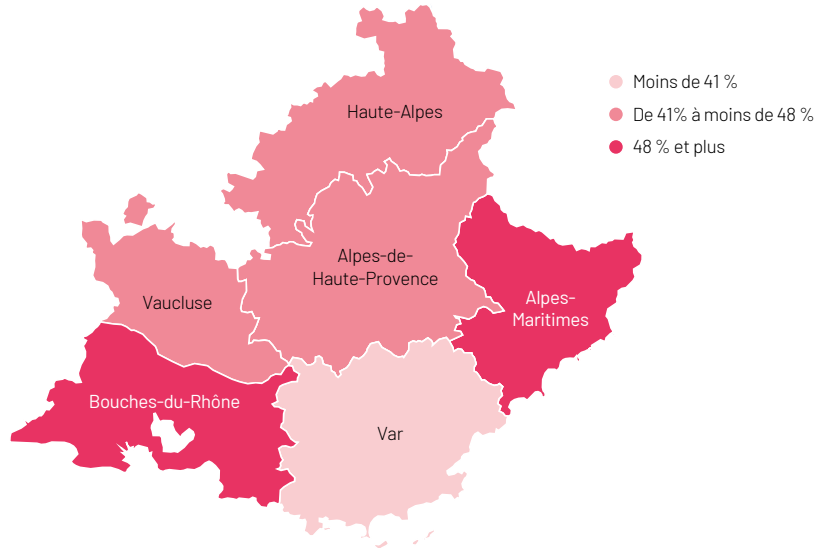 Haute-Alpes
Alpes-de-
Haute-Provence
Vaucluse
Alpes-
Maritimes
Bouches-du-Rhône
Var
Moins de 41 %
De 41% à moins de 48 %
48 % et plus